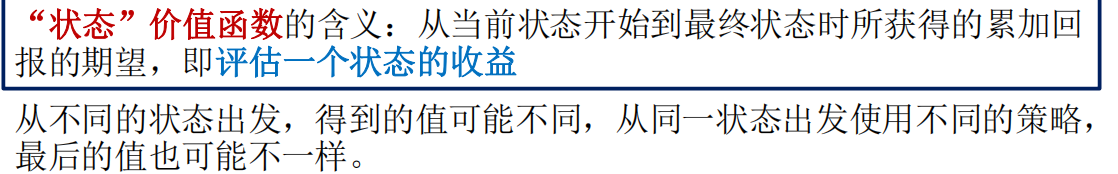 “状态”价值函数的含义：从当前状态开始到最终状态时所获得的累加回
报的期望，即评估一个状态的收益
从不同的状态出发，得到的值可能不同，从同一状态出发使用不同的策略，
最后的值也可能不一样。